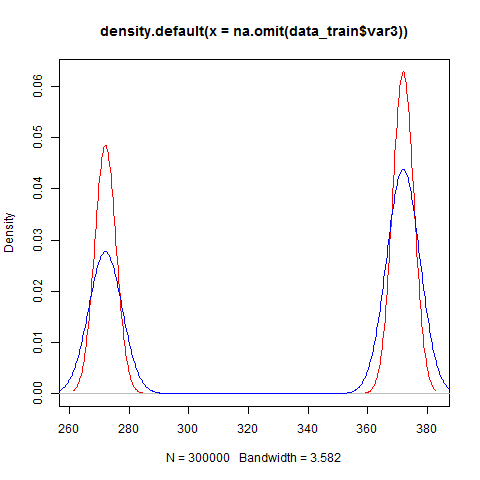 density.default(x = na.omit(data_train$var3))
Density
0.00
0.01
0.02
0.03
0.04
0.05
0.06
260 280 300 320 340 360 380
N = 300000 Bandwidth = 3.582